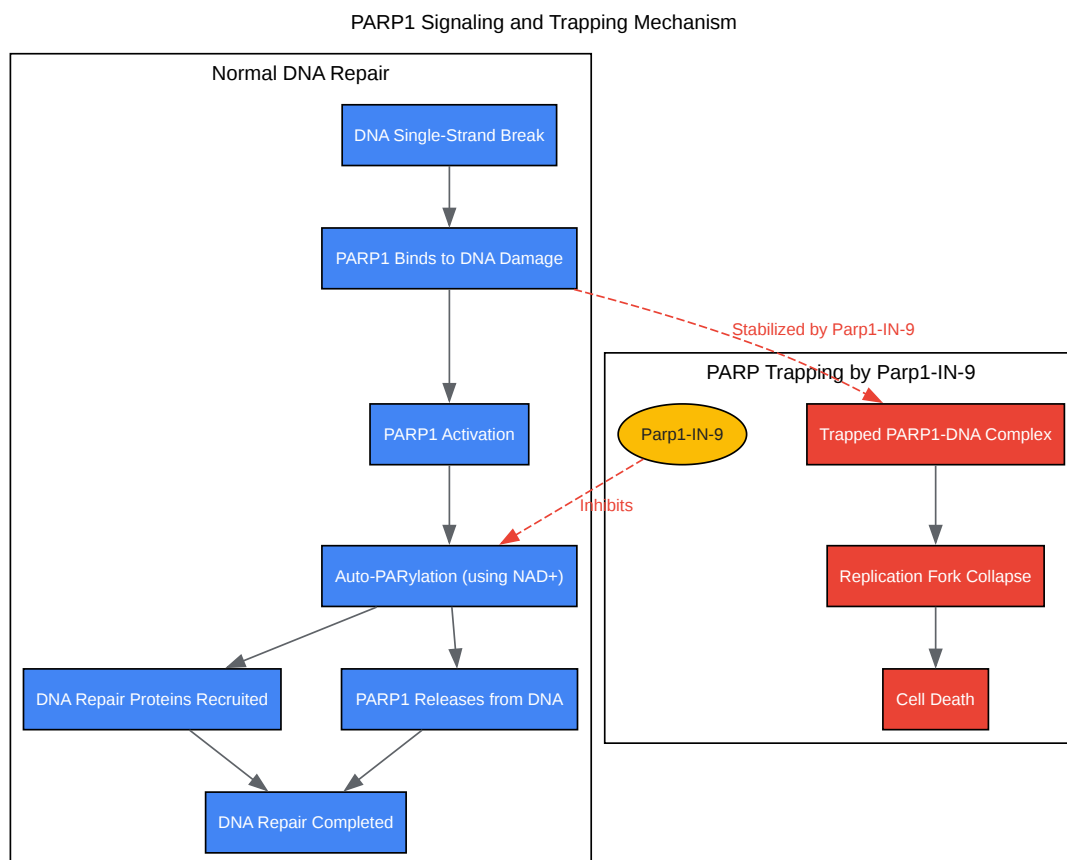 PARP1 Signaling and Trapping Mechanism
Normal DNA Repair
DNA Single-Strand Break
PARP1 Binds to DNA Damage
Stabilized by Parp1-IN-9
PARP Trapping by Parp1-IN-9
PARP1 Activation
Parp1-IN-9
Trapped PARP1-DNA Complex
Inhibits
Auto-PARylation (using NAD+)
Replication Fork Collapse
DNA Repair Proteins Recruited
PARP1 Releases from DNA
Cell Death
DNA Repair Completed